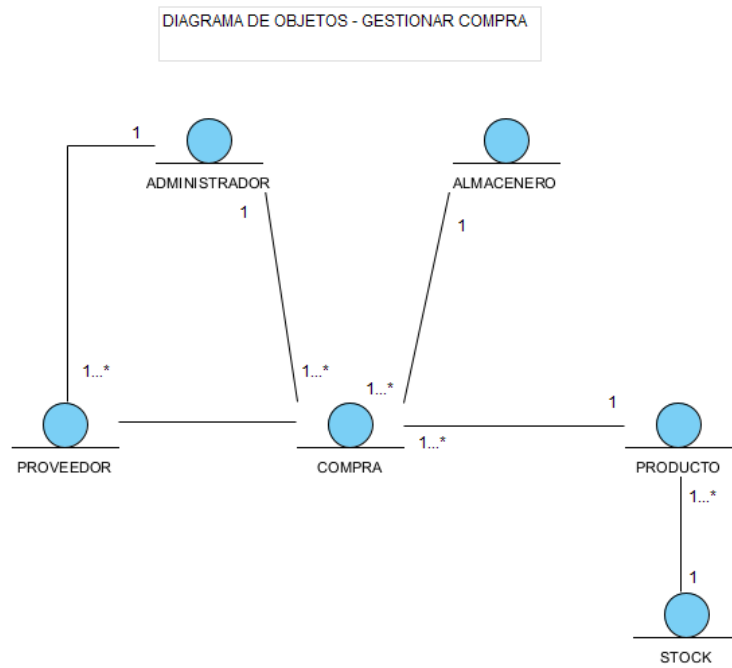 DIAGRAMA DE OBJETOS - GESTIONAR COMPRA
1
ADMINISTRADOR
ALMACENERO
1
1
1...*
1...*
1...*
1
1...*
PROVEEDOR
COMPRA
PRODUCTO
1...*
1
STOCK